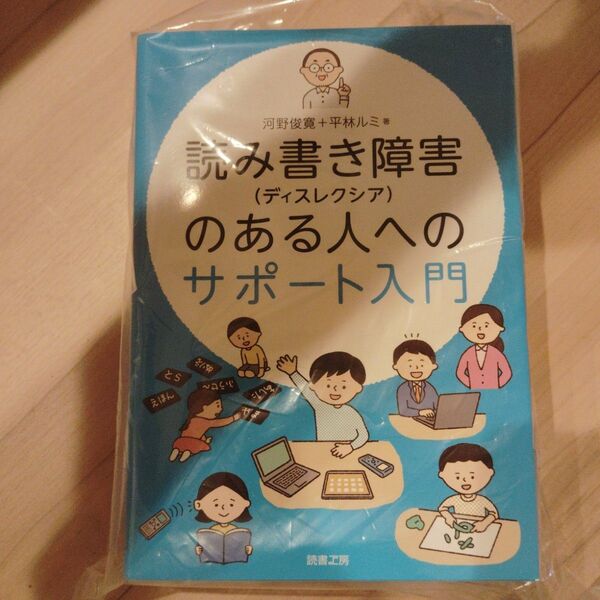 河野俊寛+平林ルミ 著
読み書き障害
(ディスレクシア)
のある人への
サポート入門
読書工房